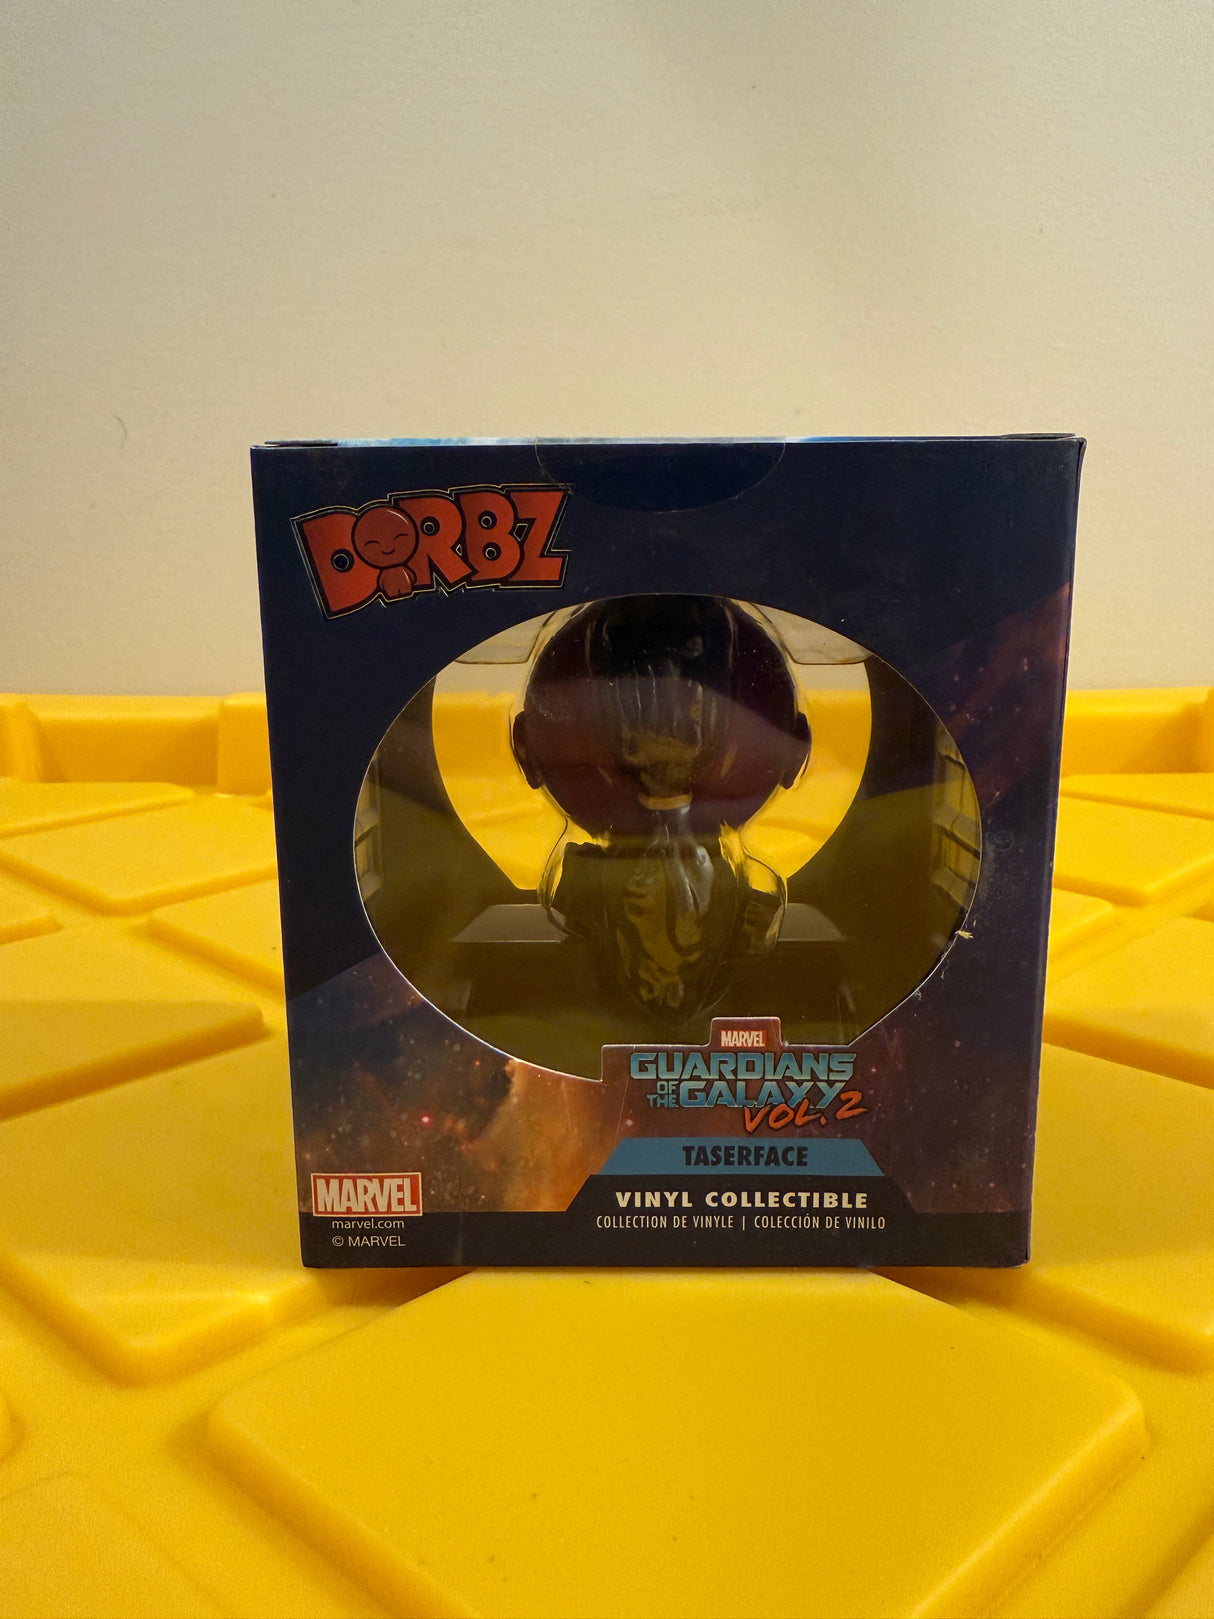 DORBZ
MARVEL
GUARDIANS
OF
THE GALAXY
VOL. 2
TASERFACE
VINYL COLLECTIBLE
COLLECTION DE VINYLE | COLECCIÓN DE VINILO
MARVEL
marvel.com
© MARVEL